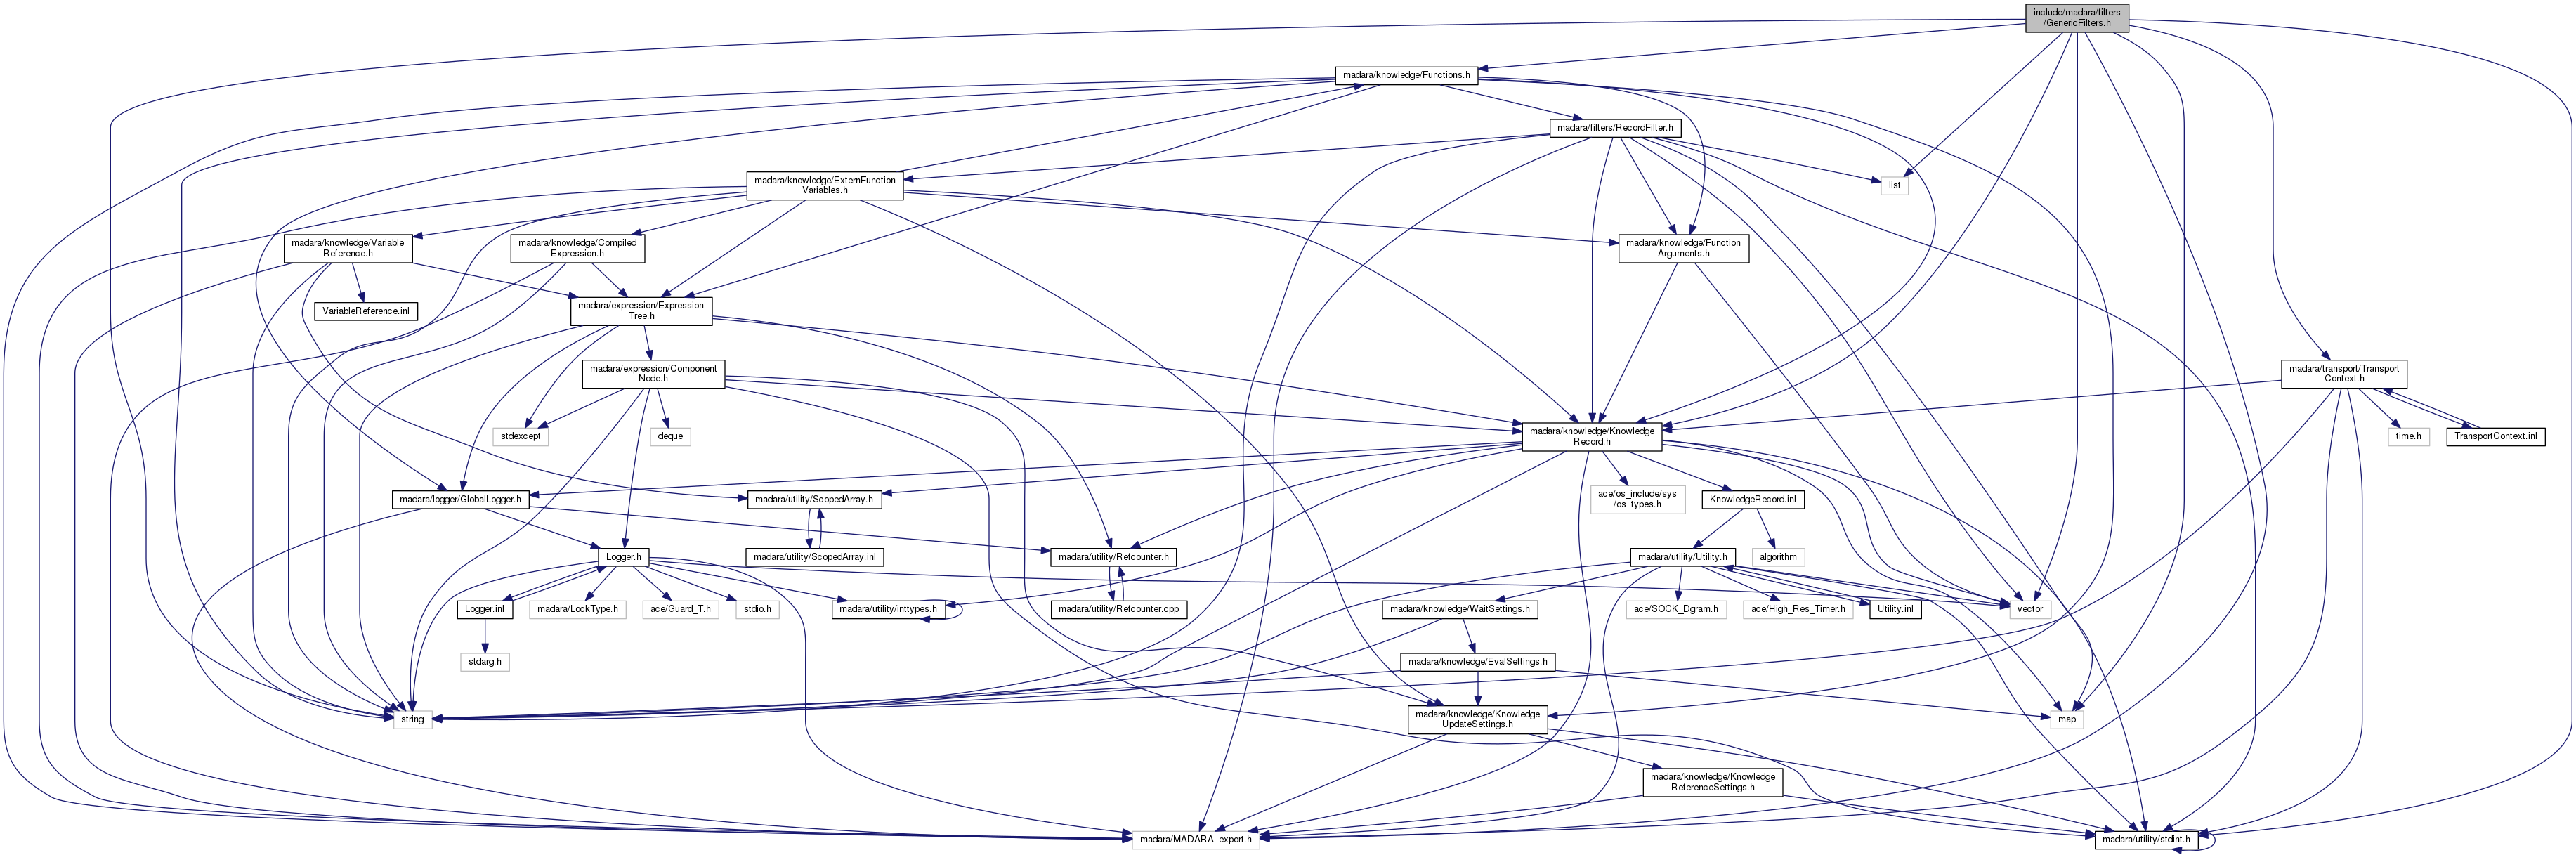 include/madara/filters
/GenericFilters.h
madara/knowledge/Functions.h
madara/filters/RecordFilter.h
madara/knowledge/ExternFunction
Variables.h
list
madara/knowledge/Variable
Reference.h
madara/knowledge/Compiled
Expression.h
madara/knowledge/Function
Arguments.h
VariableReference.inl
madara/expression/Expression
Tree.h
madara/expression/Component
Node.h
madara/transport/Transport
Context.h
stdexcept
deque
madara/knowledge/Knowledge
Record.h
time.h
TransportContext.inl
madara/logger/GlobalLogger.h
madara/utility/ScopedArray.h
ace/os_include/sys
/os_types.h
KnowledgeRecord.inl
Logger.h
madara/utility/ScopedArray.inl
madara/utility/Refcounter.h
madara/utility/Utility.h
algorithm
Logger.inl
madara/LockType.h
ace/Guard_T.h
stdio.h
madara/utility/inttypes.h
madara/utility/Refcounter.cpp
madara/knowledge/WaitSettings.h
ace/SOCK_Dgram.h
ace/High_Res_Timer.h
Utility.inl
vector
stdarg.h
madara/knowledge/EvalSettings.h
string
madara/knowledge/Knowledge
UpdateSettings.h
map
madara/knowledge/Knowledge
ReferenceSettings.h
madara/MADARA_export.h
madara/utility/stdint.h